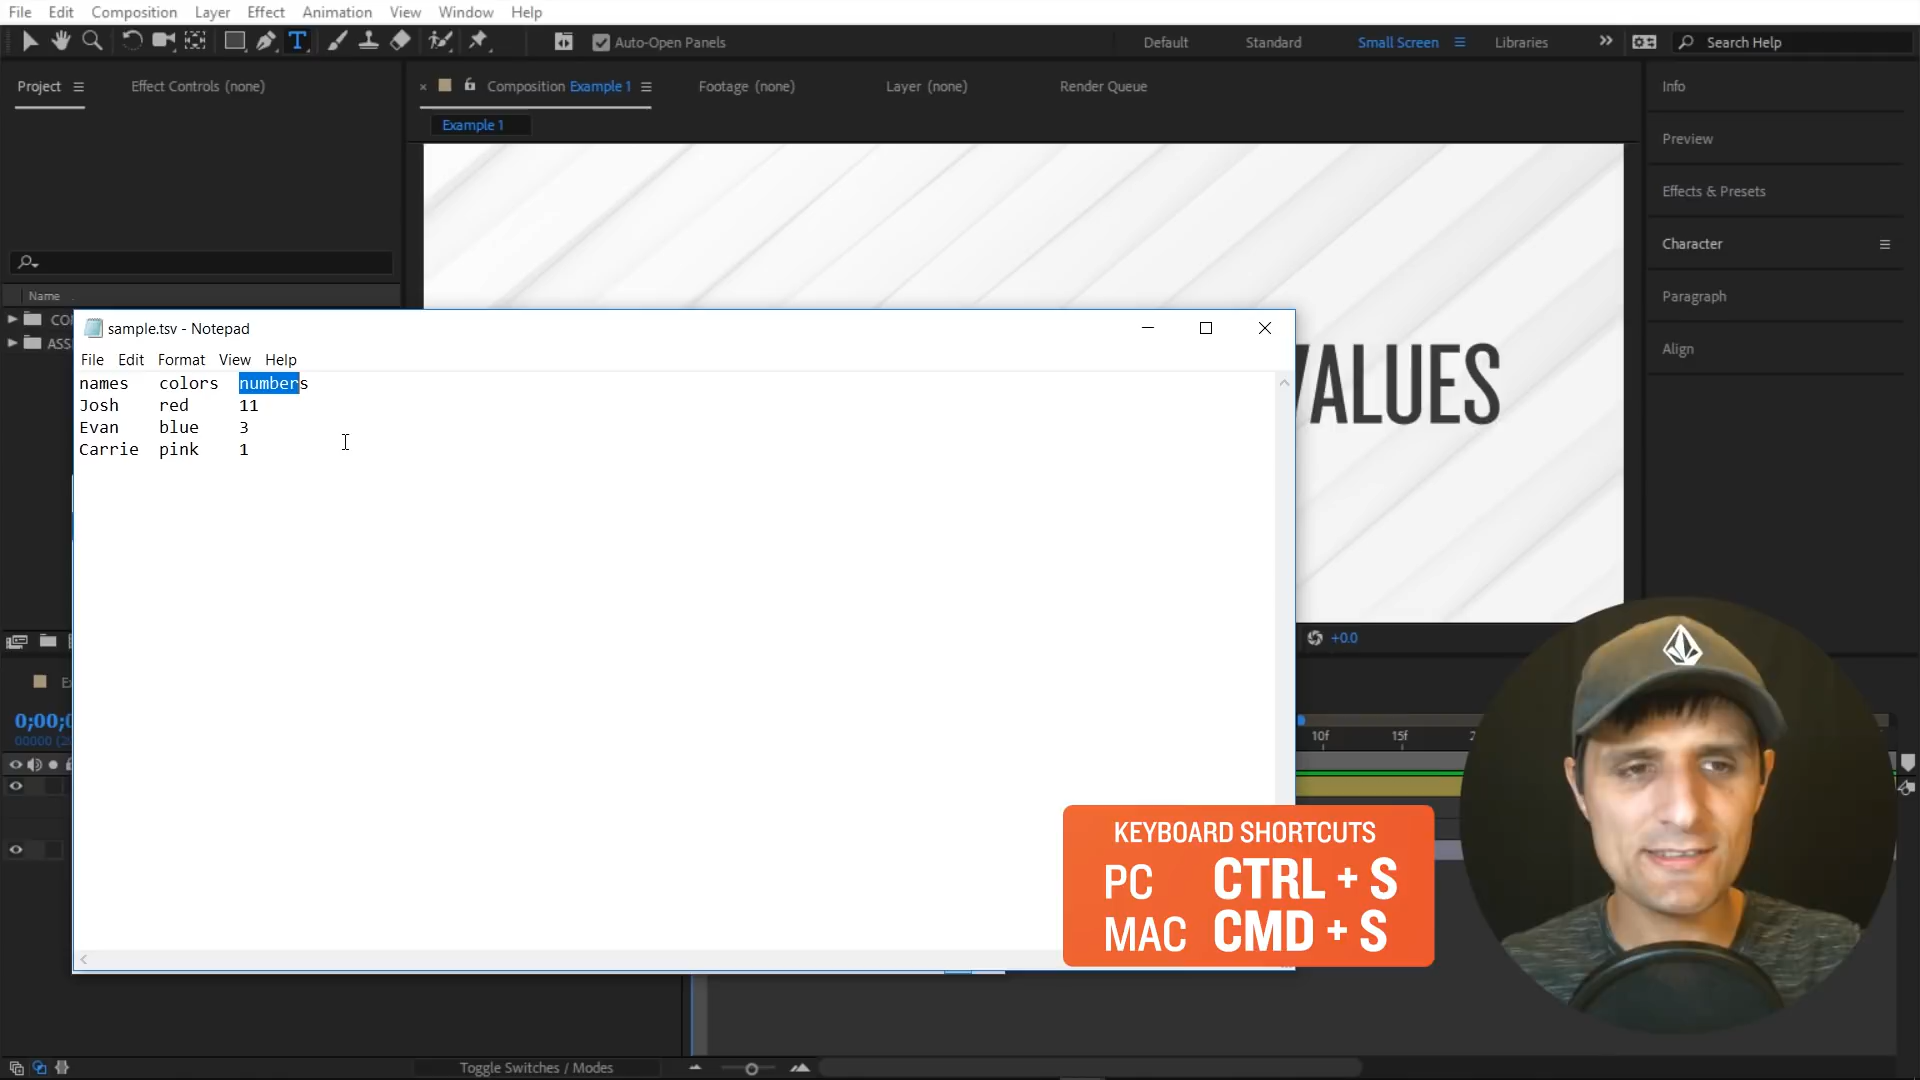 File Edit Composition Layer Effect Animation View Window Help
T Auto-Open Panels Default Standard Small Screen Libraries Search Help
Project Effect Controls (none) Composition Example 1 Footage (none) Layer (none) Render Queue Info
Example 1
Preview
Effects & Presets
Character
Name
Paragraph
Align
sample.tsv - Notepad
File Edit Format View Help
names colors numbers
Josh red 11
Evan blue 3
Carrie pink 1
VALUES
+0.0
0;00;0
10f 15f
KEYBOARD SHORTCUTS
PC CTRL + S
MAC CMD + S
Toggle Switches / Modes